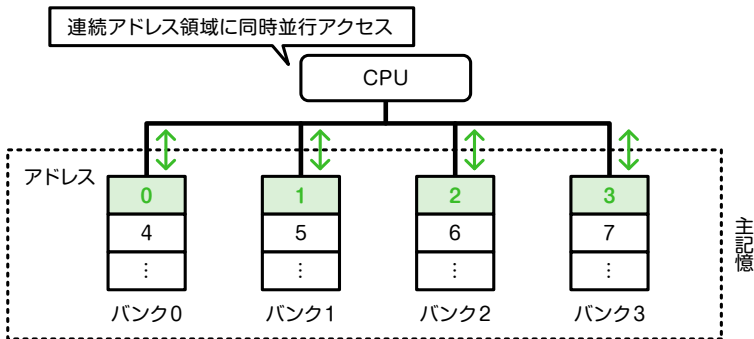 連続アドレス領域に同時並行アクセス
CPU
アドレス
0 1 2 3
4 5 6 7
⋮ ⋮ ⋮ ⋮
バンク0 バンク1 バンク2 バンク3
主記憶